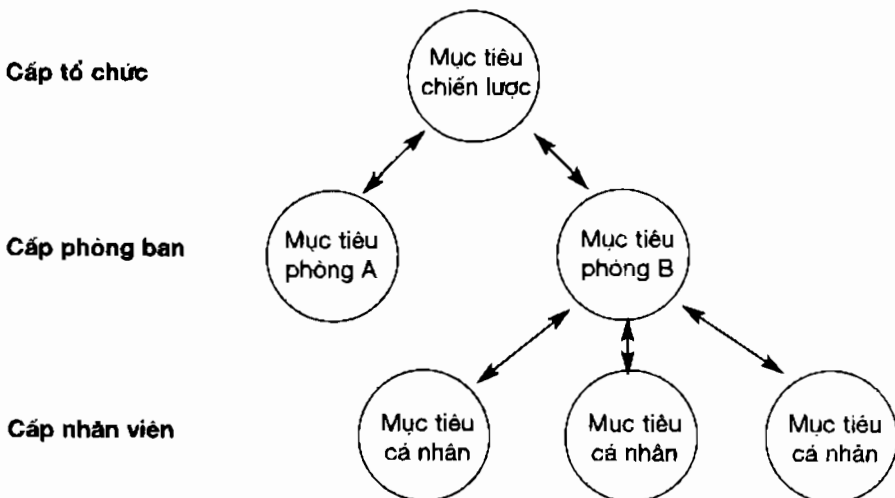 Cấp tổ chức
Mục tiêu
chiến lược
Cấp phòng ban
Mục tiêu
phòng A
Mục tiêu
phòng B
Cấp nhân viên
Mục tiêu
cá nhân
Mục tiêu
cá nhân
Mục tiêu
cá nhân